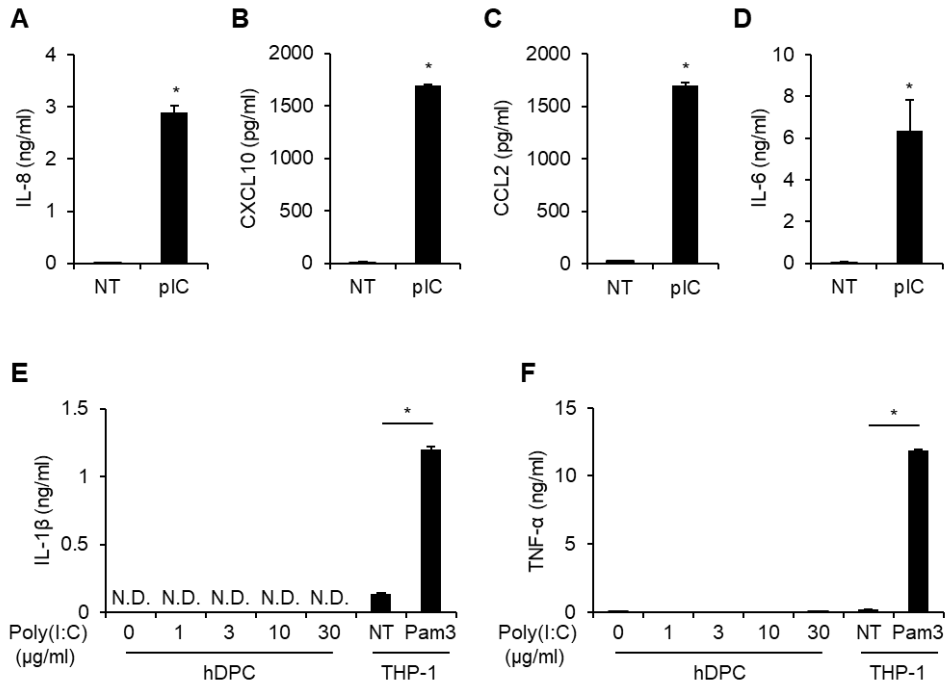 A
IL-8 (ng/ml)
4
3
2
1
0
*
NT pIC
B
CXCL10 (pg/ml)
2000
1500
1000
500
0
*
NT pIC
C
CCL2 (pg/ml)
2000
1500
1000
500
0
*
NT pIC
D
IL-6 (ng/ml)
10
8
6
4
2
0
*
NT pIC
E
IL-1β (ng/ml)
1.5
1
0.5
0
*
N.D. N.D. N.D. N.D. N.D.
Poly(I:C) 0 1 3 10 30 NT Pam3
(μg/ml)
hDPC THP-1
F
TNF-α (ng/ml)
15
10
5
0
*
Poly(I:C) 0 1 3 10 30 NT Pam3
(μg/ml)
hDPC THP-1